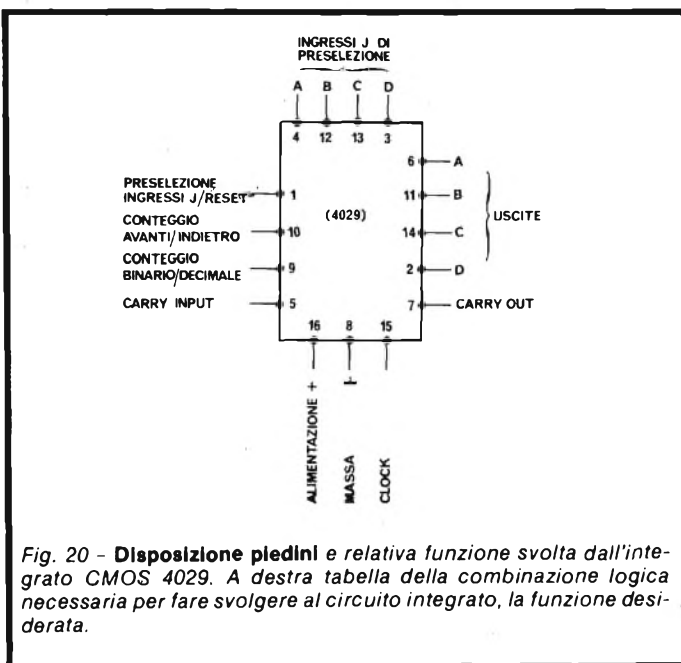 INGRESSI J DI
PRESELEZIONE
A B C D
4 12 13 3
6 A
PRESELEZIONE
INGRESSI J/RESET
1
11 B
(4029)
USCITE
CONTEGGIO
AVANTI/INDIETRO
10
14 C
CONTEGGIO
BINARIO/DECIMALE
9
2 D
CARRY INPUT
5
7 CARRY OUT
16 8 15
ALIMENTAZIONE +
MASSA
CLOCK
Fig. 20 - Disposizione piedini e relativa funzione svolta dall'inte-
grato CMOS 4029. A destra tabella della combinazione logica
necessaria per fare svolgere al circuito integrato, la funzione desi-
derata.